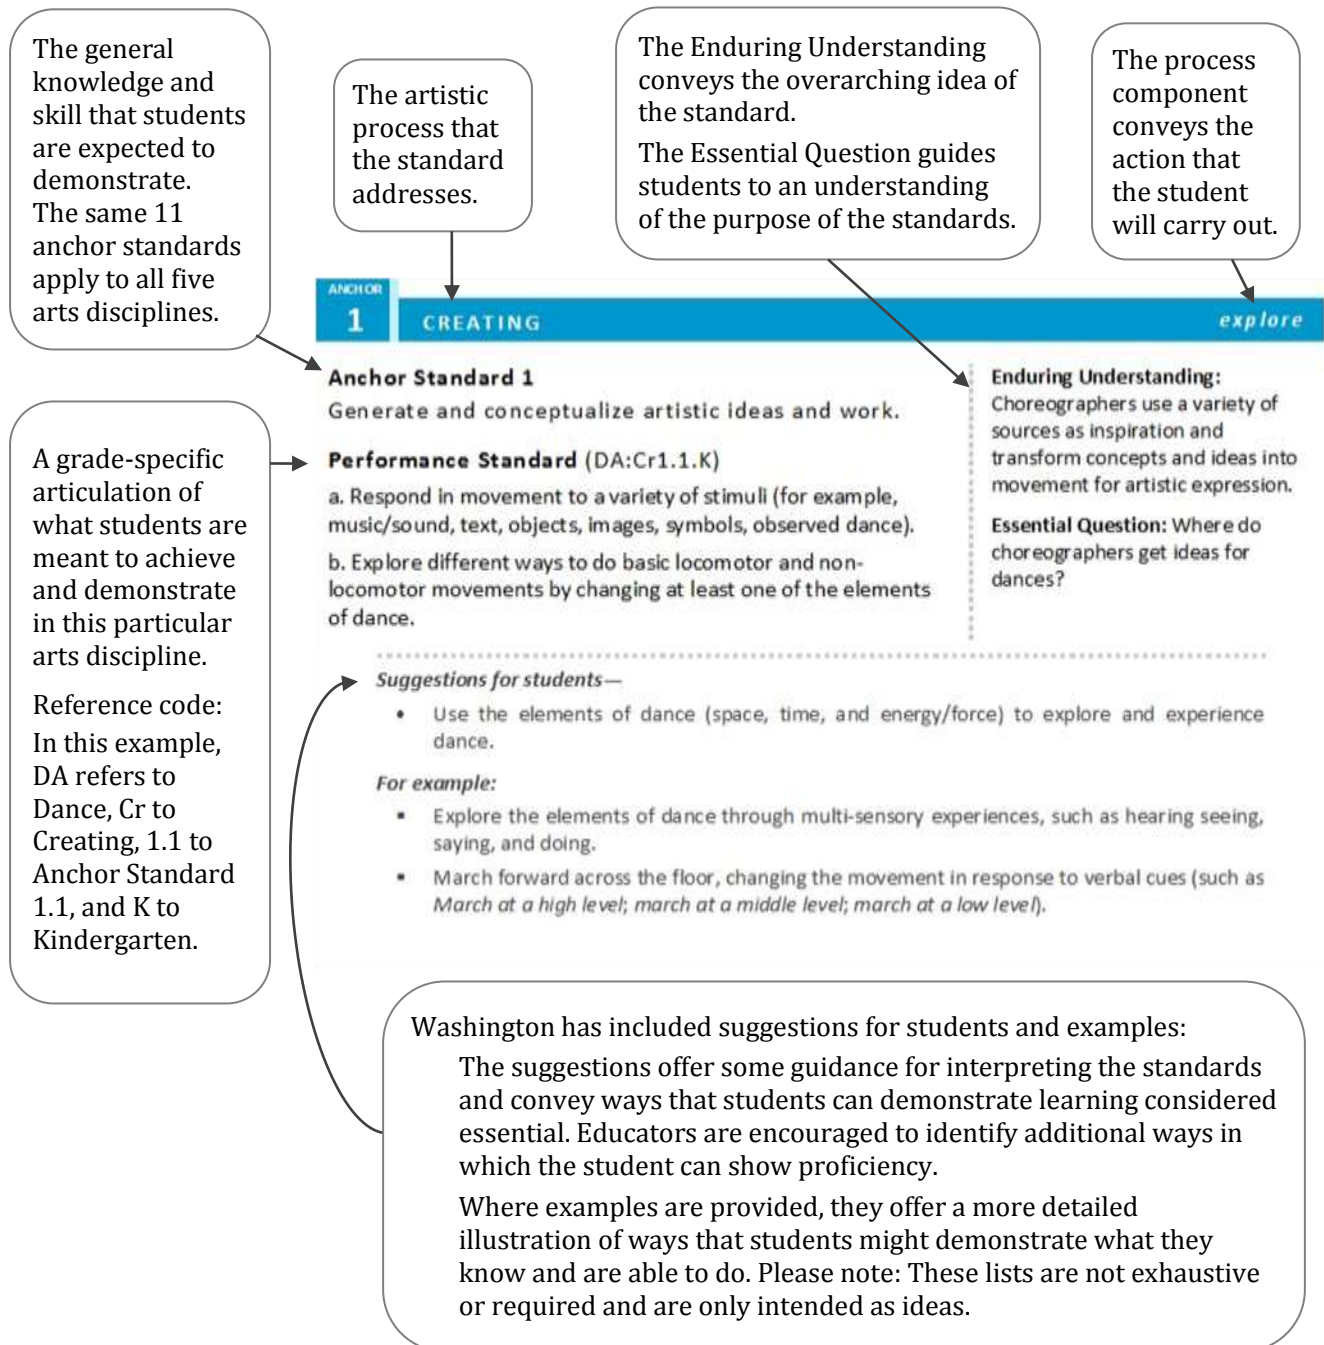 The general
knowledge and
skill that students
are expected to
demonstrate.
The same 11
anchor standards
apply to all five
arts disciplines.
The artistic
process that
the standard
addresses.
The Enduring Understanding
conveys the overarching idea of
the standard.
The Essential Question guides
students to an understanding
of the purpose of the standards.
The process
component
conveys the
action that
the student
will carry out.
ANCHOR
1 CREATING explore
Anchor Standard 1
Generate and conceptualize artistic ideas and work.
Performance Standard (DA:Cr1.1.K)
a. Respond in movement to a variety of stimuli (for example,
music/sound, text, objects, images, symbols, observed dance).
b. Explore different ways to do basic locomotor and non-
locomotor movements by changing at least one of the elements
of dance.
Enduring Understanding:
Choreographers use a variety of
sources as inspiration and
transform concepts and ideas into
movement for artistic expression.
Essential Question: Where do
choreographers get ideas for
dances?
A grade-specific
articulation of
what students are
meant to achieve
and demonstrate
in this particular
arts discipline.
Reference code:
In this example,
DA refers to
Dance, Cr to
Creating, 1.1 to
Anchor Standard
1.1, and K to
Kindergarten.
Suggestions for students—
• Use the elements of dance (space, time, and energy/force) to explore and experience
dance.
For example:
▪ Explore the elements of dance through multi-sensory experiences, such as hearing seeing,
saying, and doing.
▪ March forward across the floor, changing the movement in response to verbal cues (such as
March at a high level; march at a middle level; march at a low level).
Washington has included suggestions for students and examples:
The suggestions offer some guidance for interpreting the standards
and convey ways that students can demonstrate learning considered
essential. Educators are encouraged to identify additional ways in
which the student can show proficiency.
Where examples are provided, they offer a more detailed
illustration of ways that students might demonstrate what they
know and are able to do. Please note: These lists are not exhaustive
or required and are only intended as ideas.